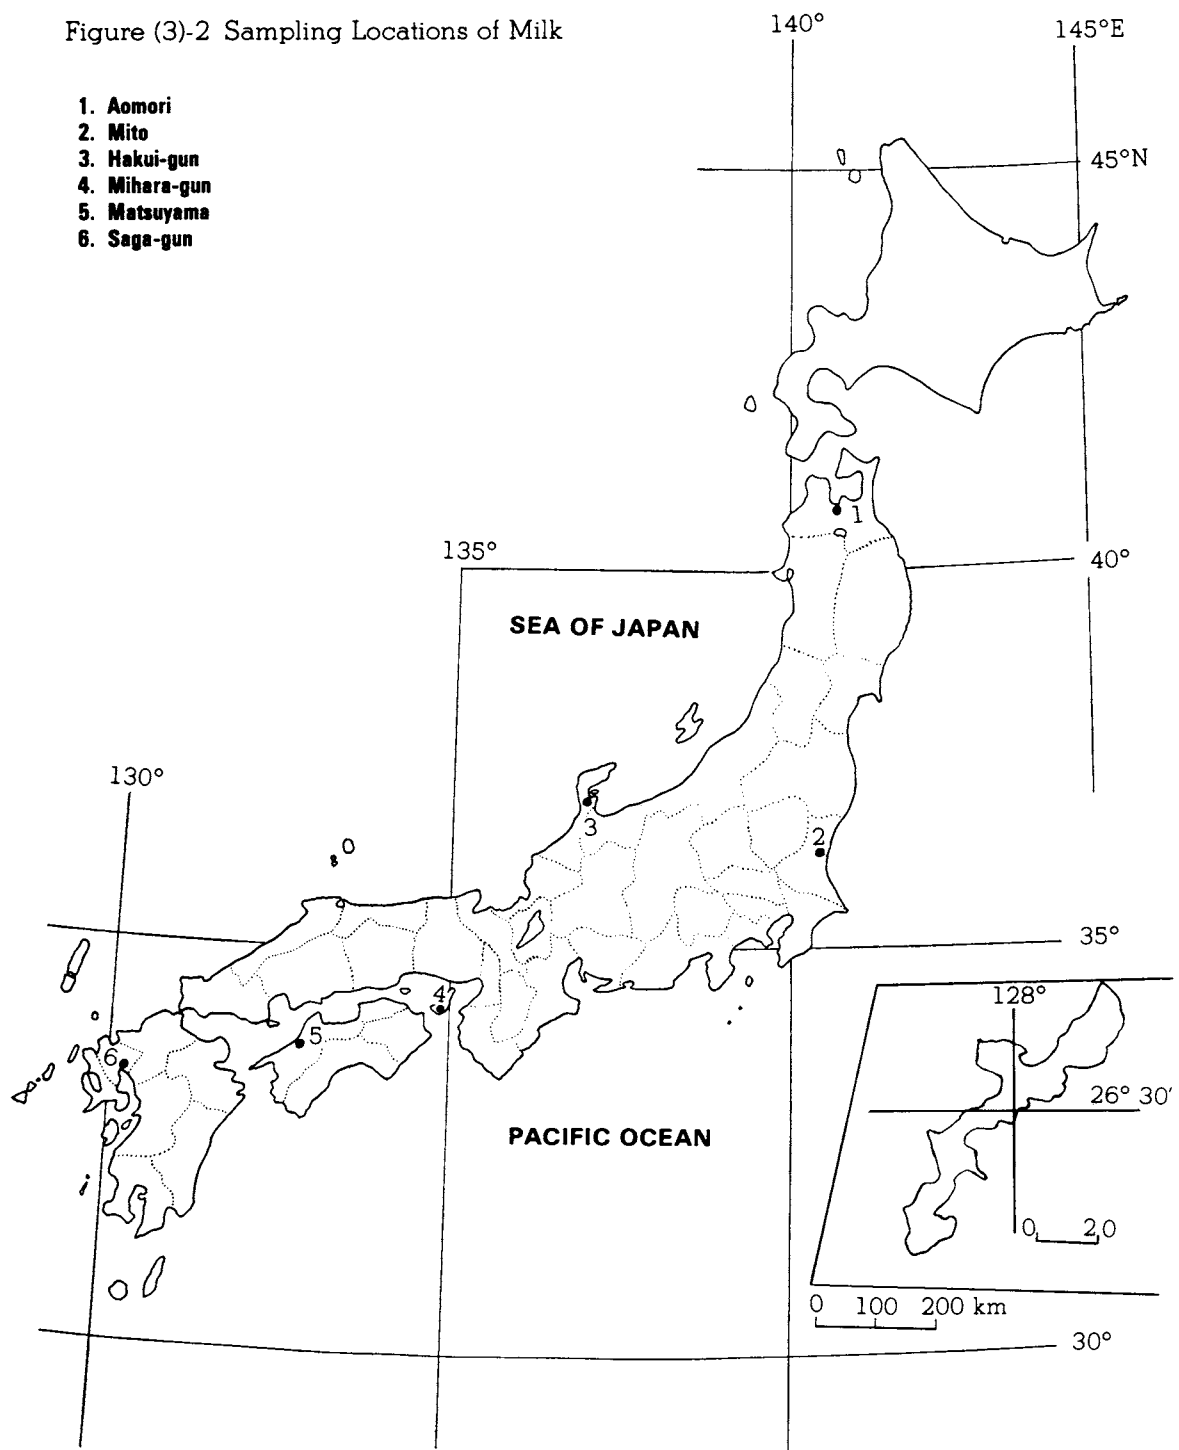 Figure (3)-2 Sampling Locations of Milk
1. Aomori
2. Mito
3. Hakui-gun
4. Mihara-gun
5. Matsuyama
6. Saga-gun
140°
145°E
45°N
1
135°
40°
SEA OF JAPAN
130°
3
2
35°
4
128°
5
6
26° 30'
PACIFIC OCEAN
0 20
0 100 200 km
30°